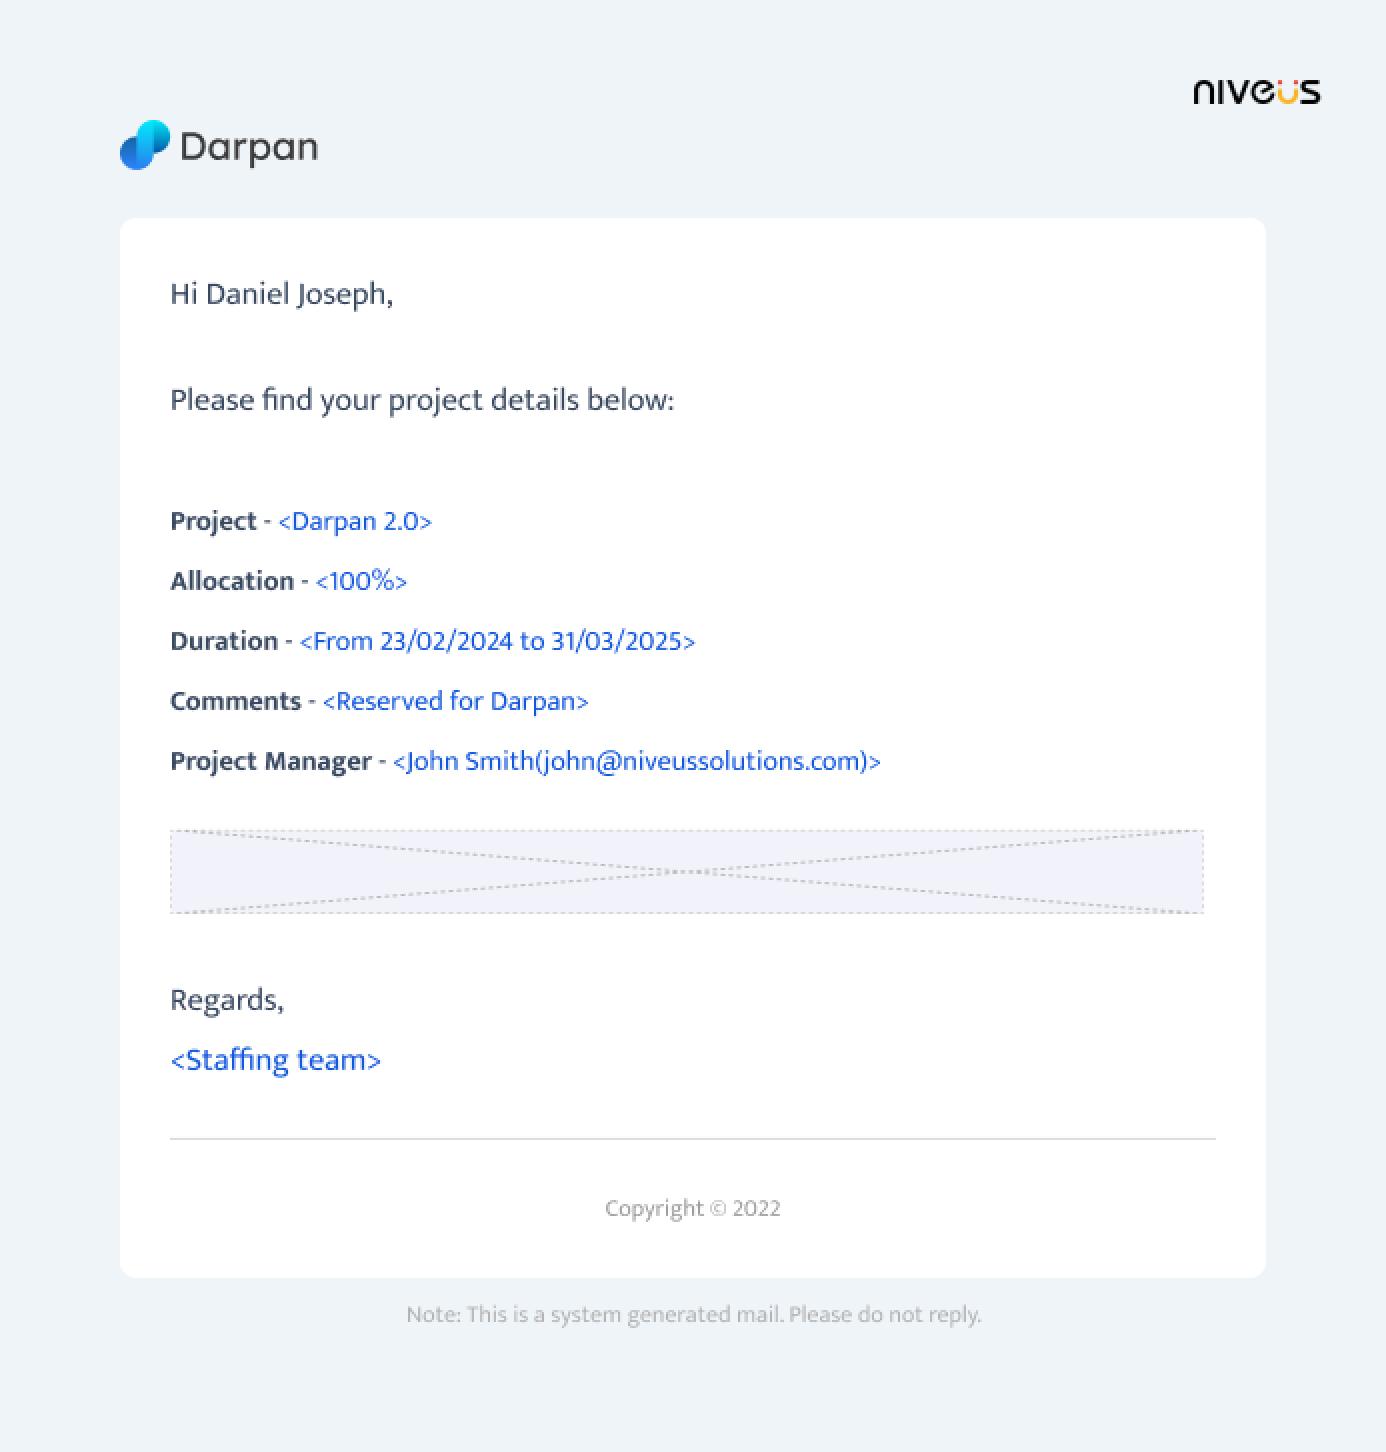 niveus
Darpan
Hi Daniel Joseph,
Please find your project details below:
Project - <Darpan 2.0>
Allocation - <100%>
Duration - <From 23/02/2024 to 31/03/2025>
Comments - <Reserved for Darpan>
Project Manager - <John Smith(john@niveussolutions.com)>
Regards,
<Staffing team>
Copyright © 2022
Note: This is a system generated mail. Please do not reply.